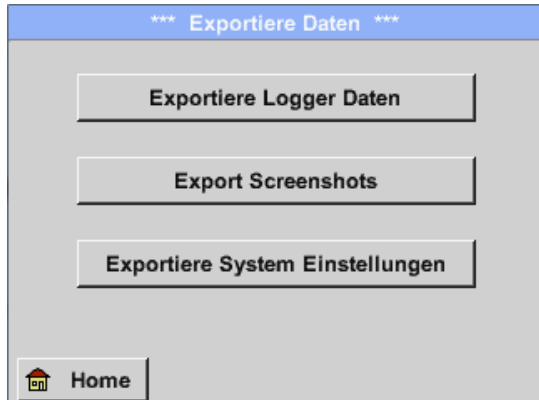 *** Exportiere Daten ***
Exportiere Logger Daten
Export Screenshots
Exportiere System Einstellungen
Home